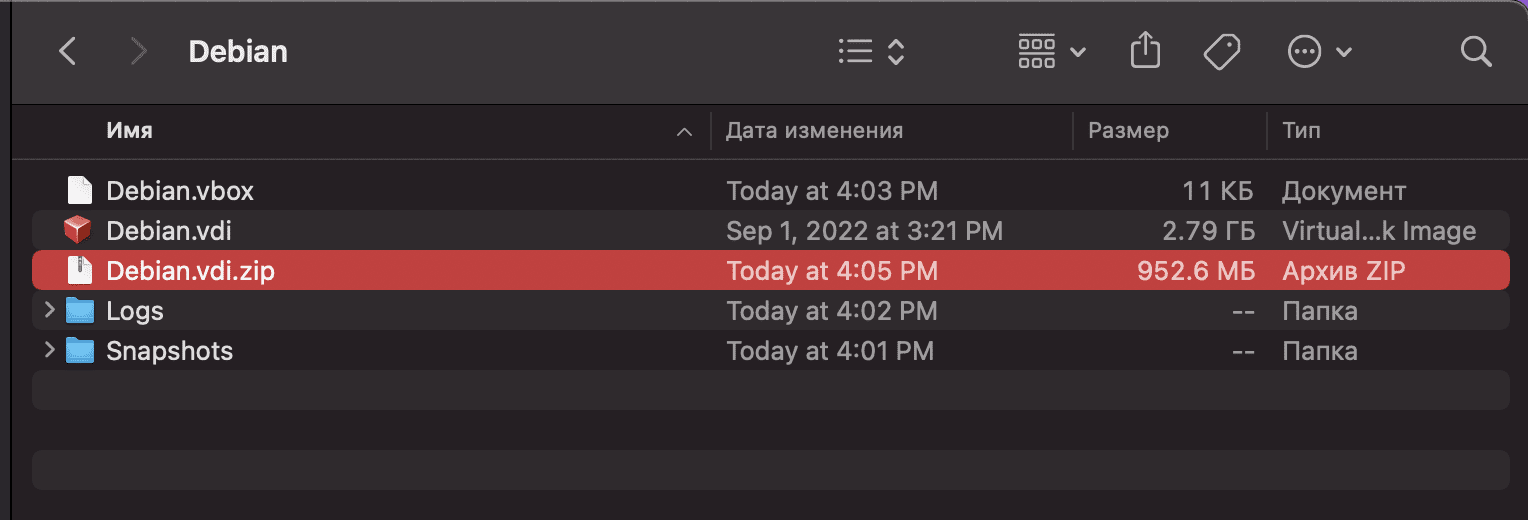 Debian
Имя Дата изменения Размер Тип
Debian.vbox Today at 4:03 PM 11 КБ Документ
Debian.vdi Sep 1, 2022 at 3:21 PM 2.79 ГБ Virtual...k Image
Debian.vdi.zip Today at 4:05 PM 952.6 МБ Архив ZIP
Logs Today at 4:02 PM -- Папка
Snapshots Today at 4:01 PM -- Папка